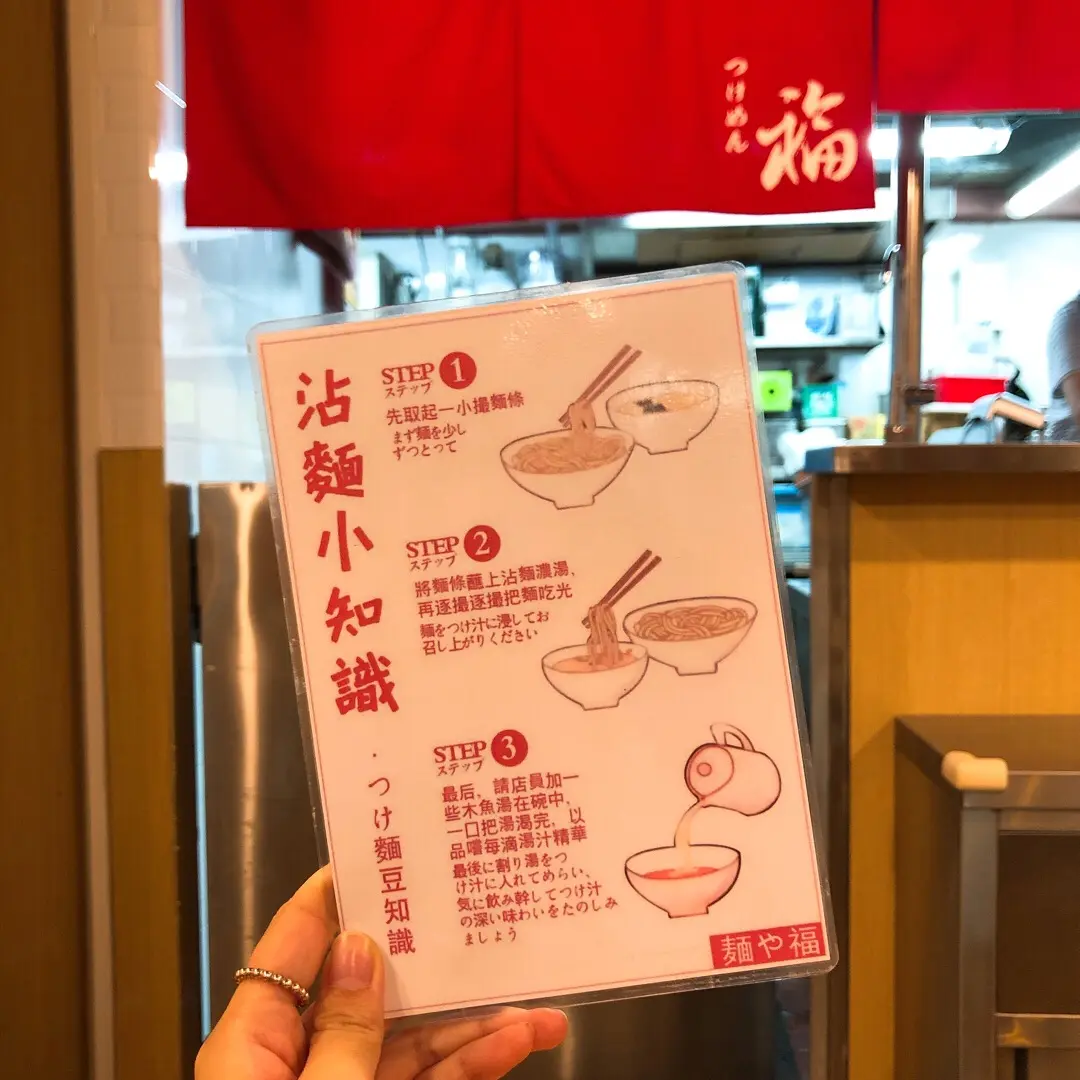 つけめん
福
沾麵小知識
・つけ麵豆知識
STEP 1
ステップ
先取起一小撮麵條
まず麺を少し
ずつとって
STEP 2
ステップ
將麵條蘸上沾麵濃湯、
再逐撮逐撮把麵吃光
麺をつけ汁に浸してお
召し上がりください
STEP 3
ステップ
最后，請店員加一
些木魚湯在碗中，
一口把湯渴完，以
品嚐每滴湯汁精華
最後に割り湯をつ
け汁に入れてめらい、
気に飲み幹してつけ汁
の深い味わいをたのしみ
ましょう
麺や福